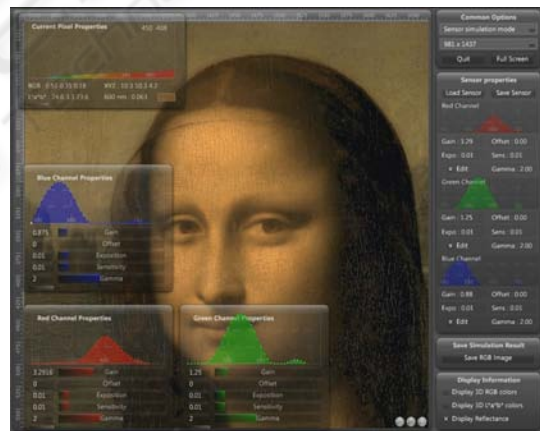 Current Pixel Properties
Blue Channel Properties
0.875 Gain
0 Offset
0.01 Exposition
0.01 Sensitivity
2 Gamma
Red Channel Properties
3.2916 Gain
0 Offset
0.01 Exposition
0.01 Sensitivity
2 Gamma
Green Channel Properties
1.25 Gain
0 Offset
0.01 Exposition
0.01 Sensitivity
2 Gamma
Common Options
Sensor simulation mode
981 x 1437
Quit Full Screen
Sensor properties
Load Sensor Save Sensor
Red Channel
Gain : 3.29 Offset : 0.00
Expo : 0.01 Sens : 0.01
× Edit Gamma : 2.00
Green Channel
Gain : 1.25 Offset : 0.00
Expo : 0.01 Sens : 0.01
× Edit Gamma : 2.00
Blue Channel
Gain : 0.88 Offset : 0.00
Expo : 0.01 Sens : 0.01
× Edit Gamma : 2.00
Save Simulation Result
Save RGB Image
Display Information
Display 3D RGB colors
Display 3D L*a*b* colors
× Display Reflectance